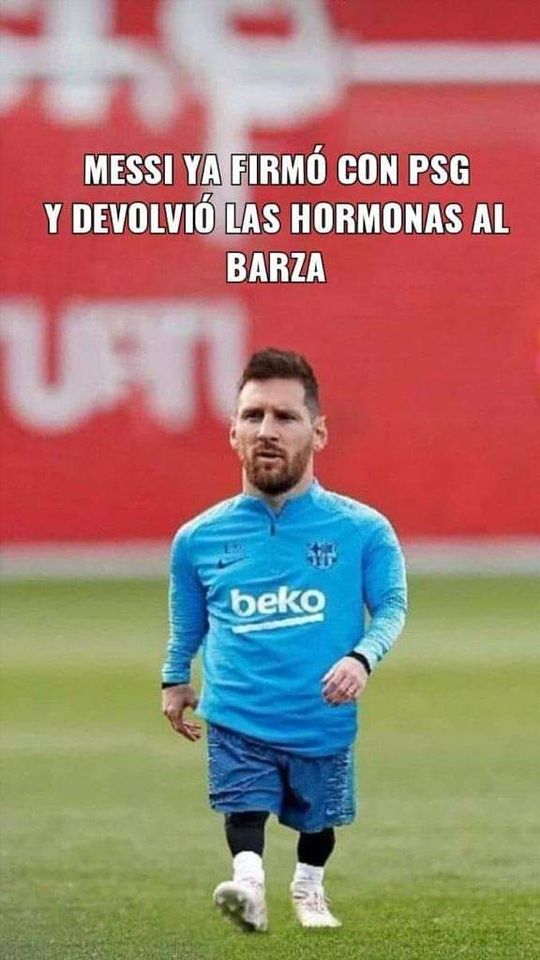 MESSI YA FIRMÓ CON PSG
Y DEVOLVIÓ LAS HORMONAS AL
BARZA
beko